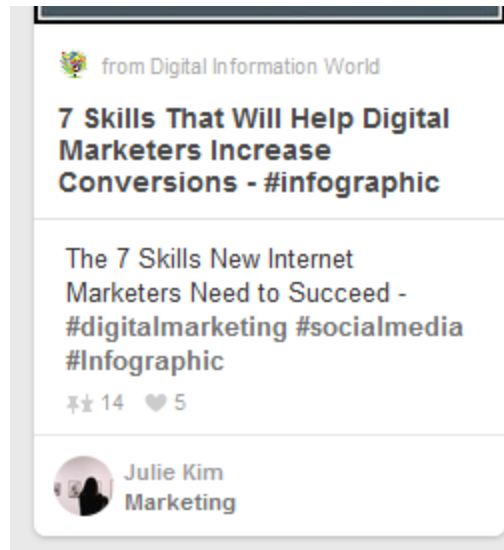 from Digital Information World
7 Skills That Will Help Digital
Marketers Increase
Conversions - #infographic
The 7 Skills New Internet
Marketers Need to Succeed -
#digitalmarketing #socialmedia
#Infographic
14 5
Julie Kim
Marketing